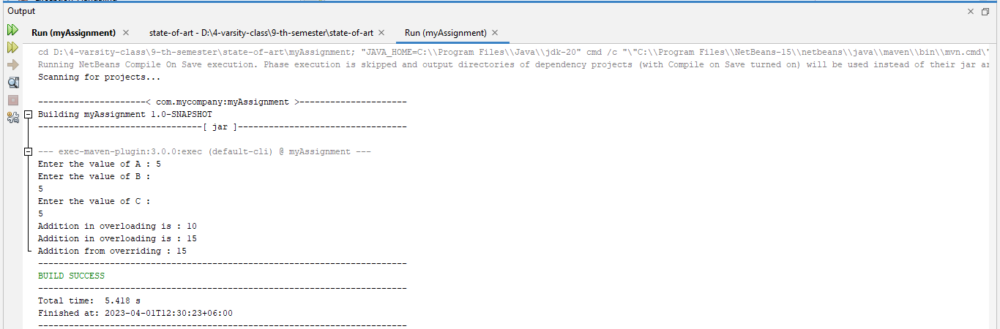 Output
Run (myAssignment) state-of-art - D:\4-varsity-class\9-th-semester\state-of-art Run (myAssignment)
cd D:\4-varsity-class\9-th-semester\state-of-art\myAssignment; "JAVA_HOME=C:\\Program Files\\Java\\jdk-20" cmd /c "\"C:\\Program Files\\NetBeans-15\\netbeans\\java\\maven\\bin\\mvn.cmd\"
Running NetBeans Compile On Save execution. Phase execution is skipped and output directories of dependency projects (with Compile on Save turned on) will be used instead of their jar
Scanning for projects...
---------------------< com.mycompany:myAssignment >---------------------
Building myAssignment 1.0-SNAPSHOT
--------------------------------[ jar ]---------------------------------
--- exec-maven-plugin:3.0.0:exec (default-cli) @ myAssignment ---
Enter the value of A : 5
Enter the value of B :
5
Enter the value of C :
5
Addition in overloading is : 10
Addition in overloading is : 15
Addition from overriding : 15
------------------------------------------------------------------------
BUILD SUCCESS
------------------------------------------------------------------------
Total time:  5.418 s
Finished at: 2023-04-01T12:30:23+06:00
------------------------------------------------------------------------